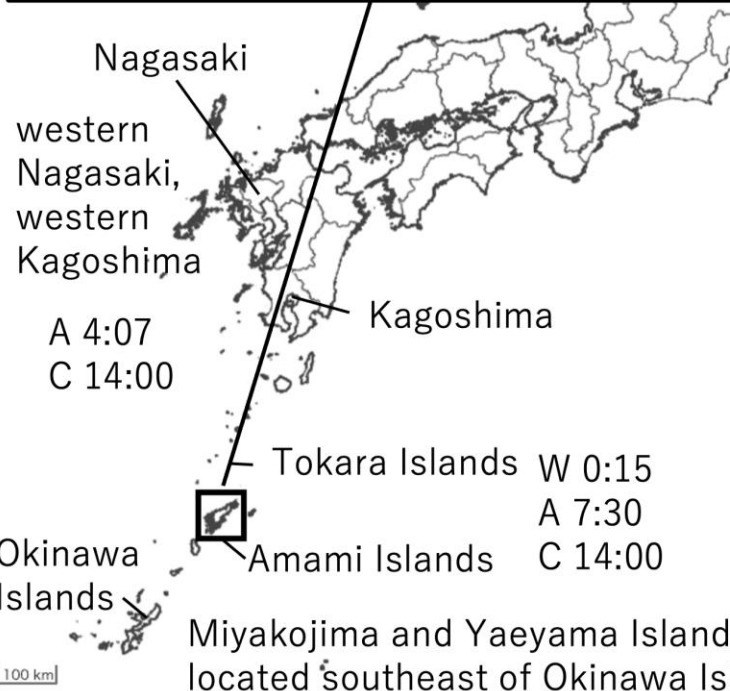 Nagasaki
western
Nagasaki,
western
Kagoshima
A 4:07
C 14:00
Kagoshima
Tokara Islands
W 0:15
A 7:30
C 14:00
Amami Islands
Okinawa
Islands
Miyakojima and Yaeyama Island
located southeast of Okinawa Is
100 km